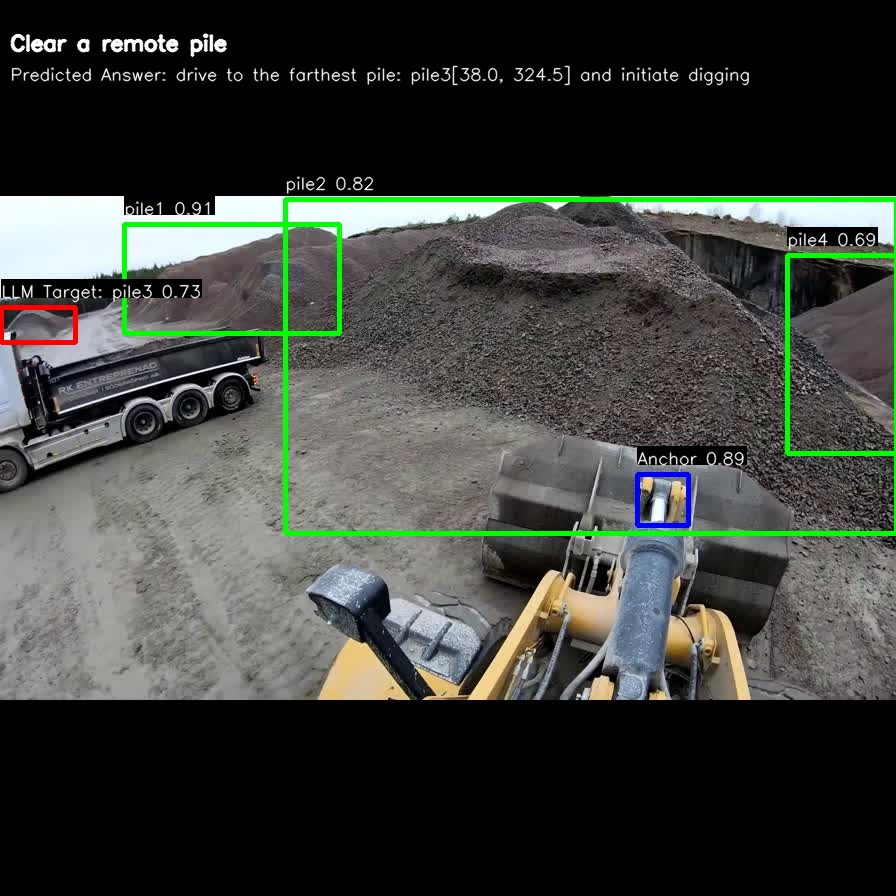 Clear a remote pile
Predicted Answer: drive to the farthest pile: pile3[38.0, 324.5] and initiate digging
pile2 0.82
pile1 0.91
pile4 0.69
LLM Target: pile3 0.73
RK ENTREPRENAD
Anchor 0.89